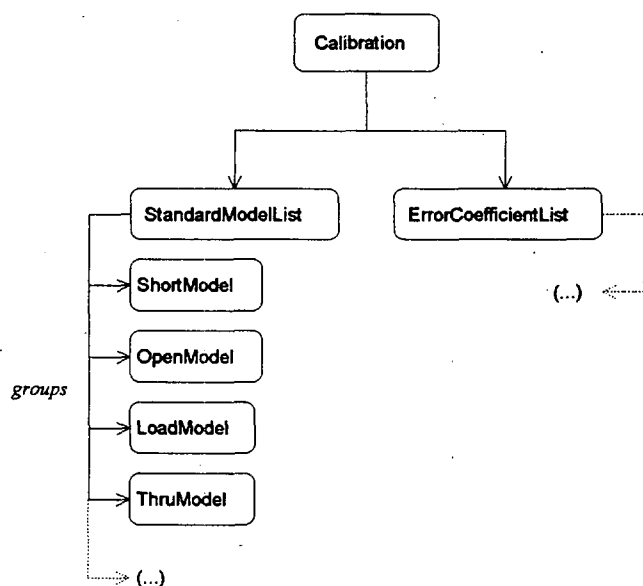 Calibration
StandardModelList
ErrorCoefficientList
ShortModel
(...)
OpenModel
groups
LoadModel
ThruModel
(...)